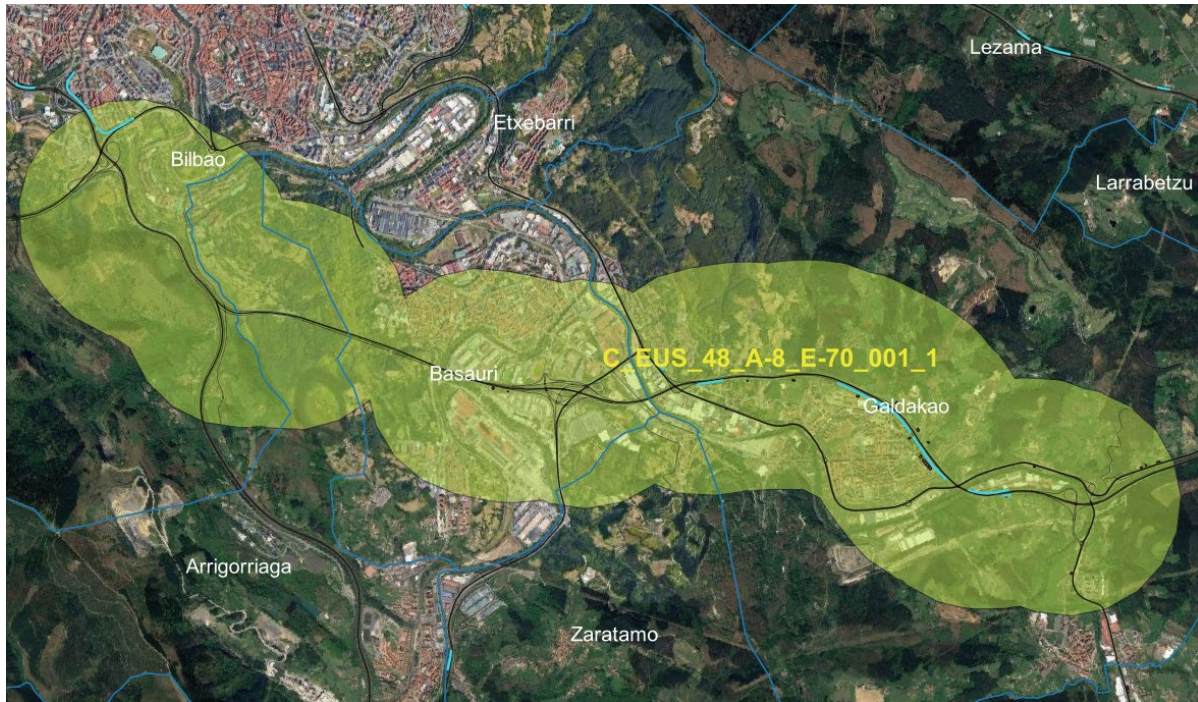 Lezama
Etxebarri
Bilbao
Larrabetzu
C_EUS_48_A-8_E-70_001_1
Basauri
Galdakao
Arrigorriaga
Zaratamo